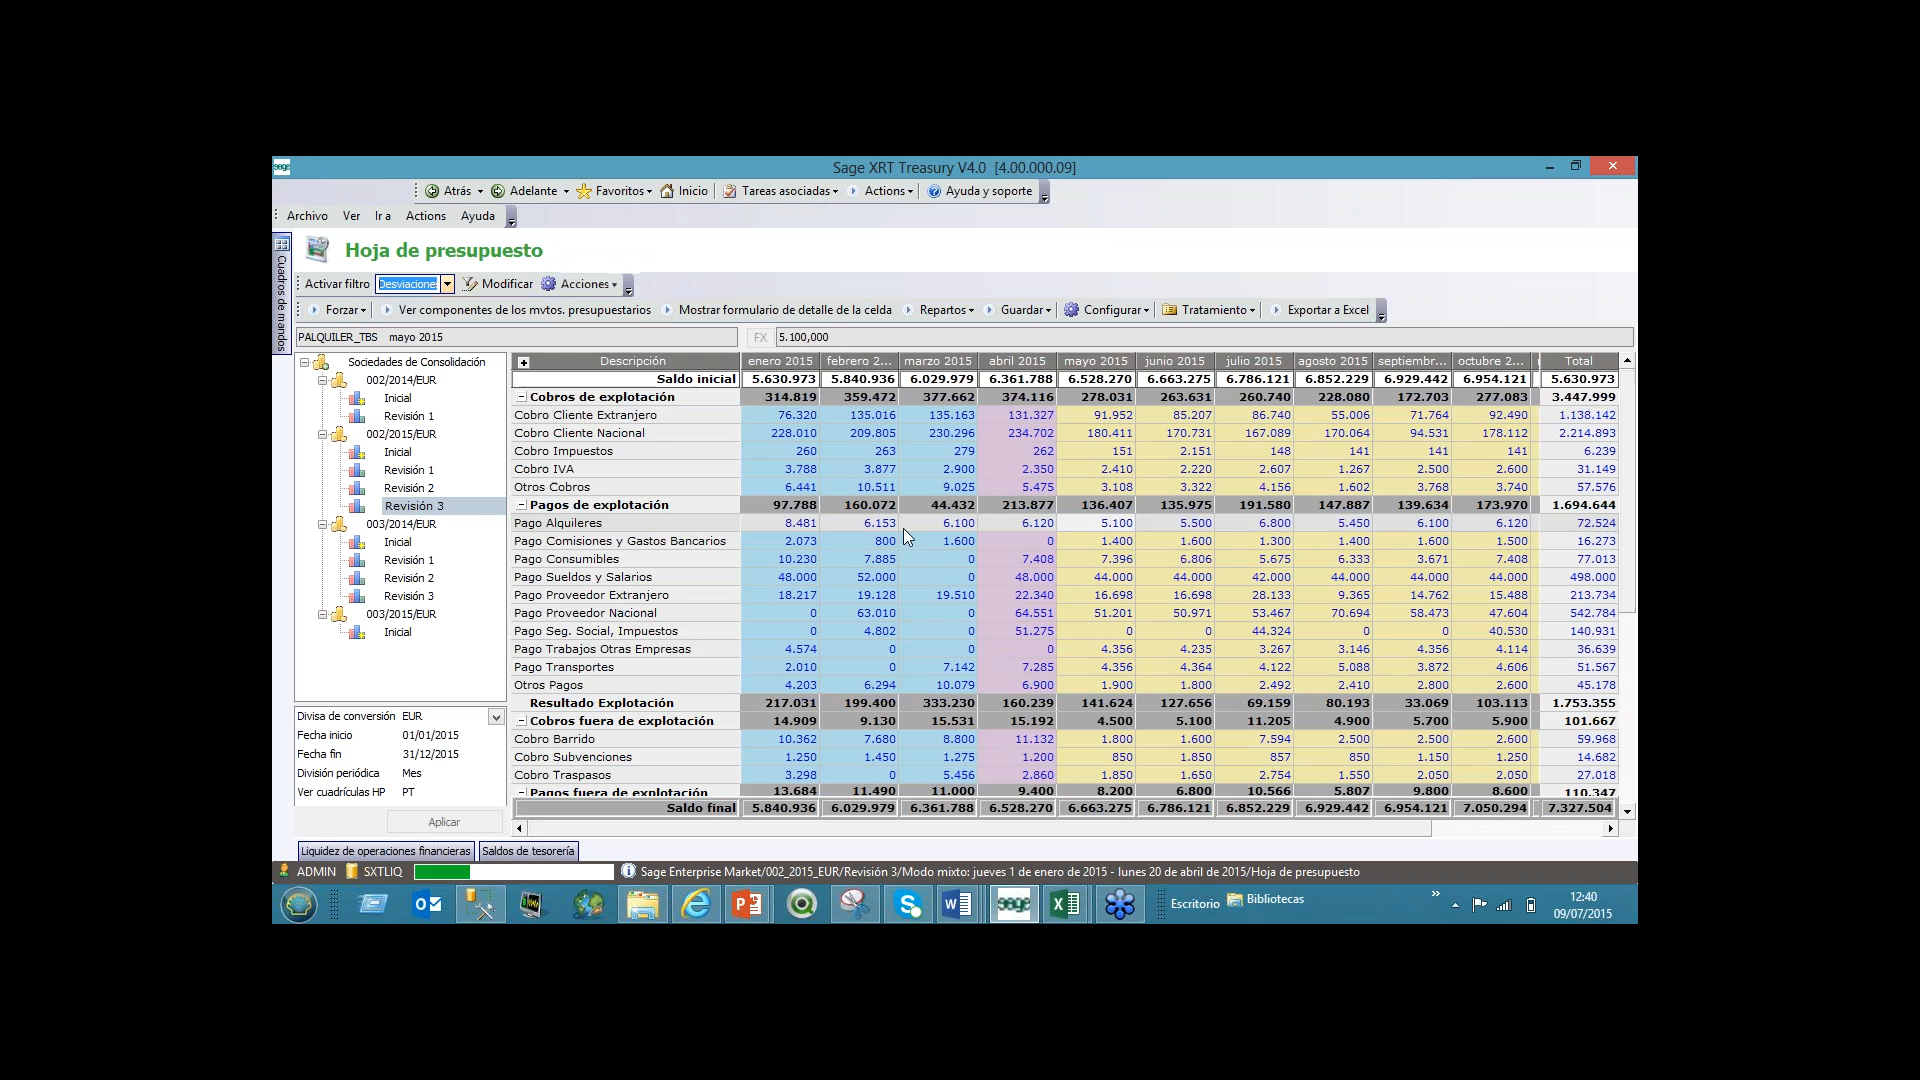 sage
Sage XRT Treasury V4.0 [4.00.000.09]
Atrás Adelante Favoritos Inicio Tareas asociadas Actions Ayuda y soporte
Archivo Ver Ir a Actions Ayuda
Cuadros de mandos
Hoja de presupuesto
Activar filtro Desviaciones Modificar Acciones
Forzar Ver componentes de los mvtos. presupuestarios Mostrar formulario de detalle de la celda Repartos Guardar Configurar Tratamiento Exportar a Excel
PALQUILER_TBS mayo 2015 FX 5.100,000
Sociedades de Consolidación
002/2014/EUR
Inicial
Revisión 1
002/2015/EUR
Inicial
Revisión 1
Revisión 2
Revisión 3
003/2014/EUR
Inicial
Revisión 1
Revisión 2
Revisión 3
003/2015/EUR
Inicial
Divisa de conversión EUR
Fecha inicio 01/01/2015
Fecha fin 31/12/2015
División periódica Mes
Ver cuadrículas HP PT
Aplicar
Descripción enero 2015 febrero 2... marzo 2015 abril 2015 mayo 2015 junio 2015 julio 2015 agosto 2015 septiembr... octubre 2... Total
Saldo inicial 5.630.973 5.840.936 6.029.979 6.361.788 6.528.270 6.663.275 6.786.121 6.852.229 6.929.442 6.954.121 5.630.973
Cobros de explotación 314.819 359.472 377.662 374.116 278.031 263.631 260.740 228.080 172.703 277.083 3.447.999
Cobro Cliente Extranjero 76.320 135.016 135.163 131.327 91.952 85.207 86.740 55.006 71.764 92.490 1.138.142
Cobro Cliente Nacional 228.010 209.805 230.296 234.702 180.411 170.731 167.089 170.064 94.531 178.112 2.214.893
Cobro Impuestos 260 263 279 262 151 2.151 148 141 141 141 6.239
Cobro IVA 3.788 3.877 2.900 2.350 2.410 2.220 2.607 1.267 2.500 2.600 31.149
Otros Cobros 6.441 10.511 9.025 5.475 3.108 3.322 4.156 1.602 3.768 3.740 57.576
Pagos de explotación 97.788 160.072 44.432 213.877 136.407 135.975 191.580 147.887 139.634 173.970 1.694.644
Pago Alquileres 8.481 6.153 6.100 6.120 5.100 5.500 6.800 5.450 6.100 6.120 72.524
Pago Comisiones y Gastos Bancarios 2.073 800 1.600 0 1.400 1.600 1.300 1.400 1.600 1.500 16.273
Pago Consumibles 10.230 7.885 0 7.408 7.396 6.806 5.675 6.333 3.671 7.408 77.013
Pago Sueldos y Salarios 48.000 52.000 0 48.000 44.000 44.000 42.000 44.000 44.000 44.000 498.000
Pago Proveedor Extranjero 18.217 19.128 19.510 22.340 16.698 16.698 28.133 9.365 14.762 15.488 213.734
Pago Proveedor Nacional 0 63.010 0 64.551 51.201 50.971 53.467 70.694 58.473 47.604 542.784
Pago Seg. Social, Impuestos 0 4.802 0 51.275 0 0 44.324 0 0 40.530 140.931
Pago Trabajos Otras Empresas 4.574 0 0 0 4.356 4.235 3.267 3.146 4.356 4.114 36.639
Pago Transportes 2.010 0 7.142 7.285 4.356 4.364 4.122 5.088 3.872 4.606 51.567
Otros Pagos 4.203 6.294 10.079 6.900 1.900 1.800 2.492 2.410 2.800 2.600 45.178
Resultado Explotación 217.031 199.400 333.230 160.239 141.624 127.656 69.159 80.193 33.069 103.113 1.753.355
Cobros fuera de explotación 14.909 9.130 15.531 15.192 4.500 5.100 11.205 4.900 5.700 5.900 101.667
Cobro Barrido 10.362 7.680 8.800 11.132 1.800 1.600 7.594 2.500 2.500 2.600 59.968
Cobro Subvenciones 1.250 1.450 1.275 1.200 850 1.850 857 850 1.150 1.250 14.682
Cobro Traspasos 3.298 0 5.456 2.860 1.850 1.650 2.754 1.550 2.050 2.050 27.018
Pagos fuera de explotación 13.684 11.490 11.000 9.400 8.200 6.800 10.566 5.807 9.800 8.600 110.347
Saldo final 5.840.936 6.029.979 6.361.788 6.528.270 6.663.275 6.786.121 6.852.229 6.929.442 6.954.121 7.050.294 7.327.504
Liquidez de operaciones financieras Saldos de tesorería
ADMIN SXTLIQ Sage Enterprise Market/002_2015_EUR/Revisión 3/Modo mixto: jueves 1 de enero de 2015 - lunes 20 de abril de 2015/Hoja de presupuesto
sage Escritorio Bibliotecas
12:40
09/07/2015